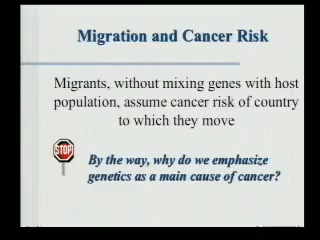 Migration and Cancer Risk
Migrants, without mixing genes with host
population, assume cancer risk of country
to which they move
STOP
By the way, why do we emphasize
genetics as a main cause of cancer?